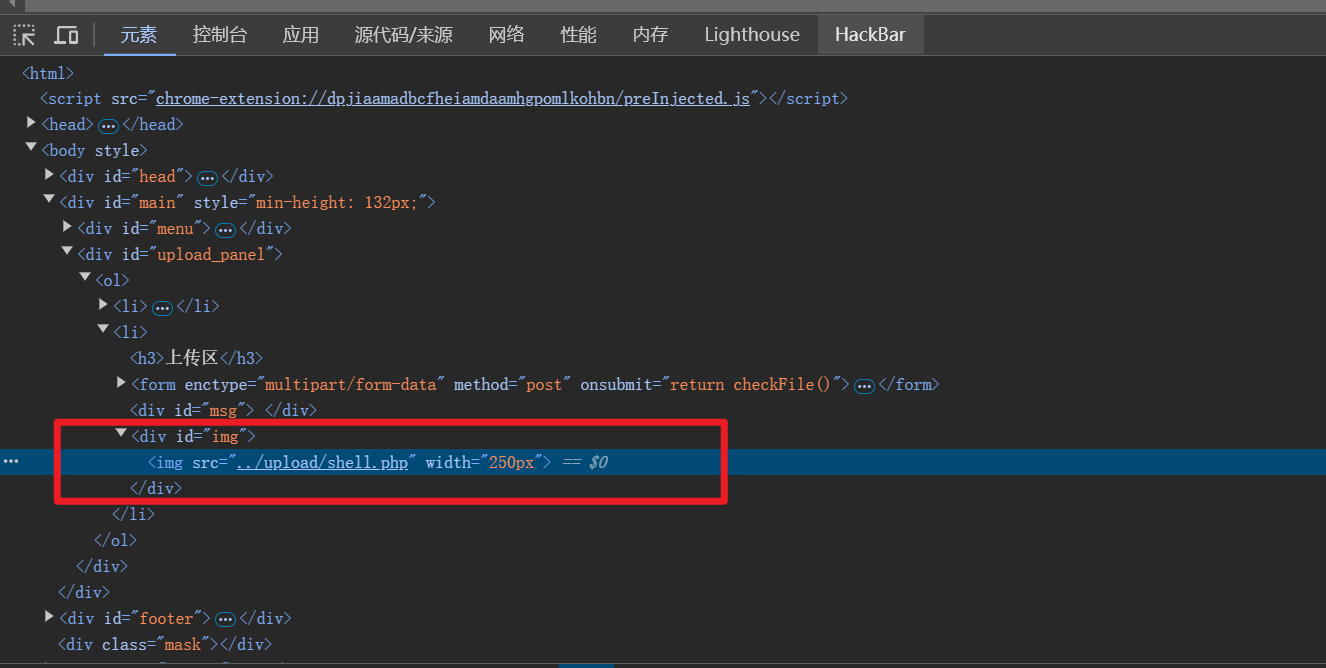 元素 控制台 应用 源代码/来源 网络 性能 内存 Lighthouse HackBar
<html>
<script src="chrome-extension://dpjiaamadbcfheiamdaamhgpomlkohbn/preInjected.js"></script>
<head> ••• </head>
<body style>
<div id="head"> ••• </div>
<div id="main" style="min-height: 132px;">
<div id="menu"> ••• </div>
<div id="upload_panel">
<ol>
<li> ••• </li>
<li>
<h3>上传区</h3>
<form enctype="multipart/form-data" method="post" onsubmit="return checkFile()"> ••• </form>
<div id="msg"> </div>
<div id="img">
••• <img src="../upload/shell.php" width="250px"> == $0
</div>
</li>
</ol>
</div>
</div>
<div id="footer"> ••• </div>
<div class="mask"></div>